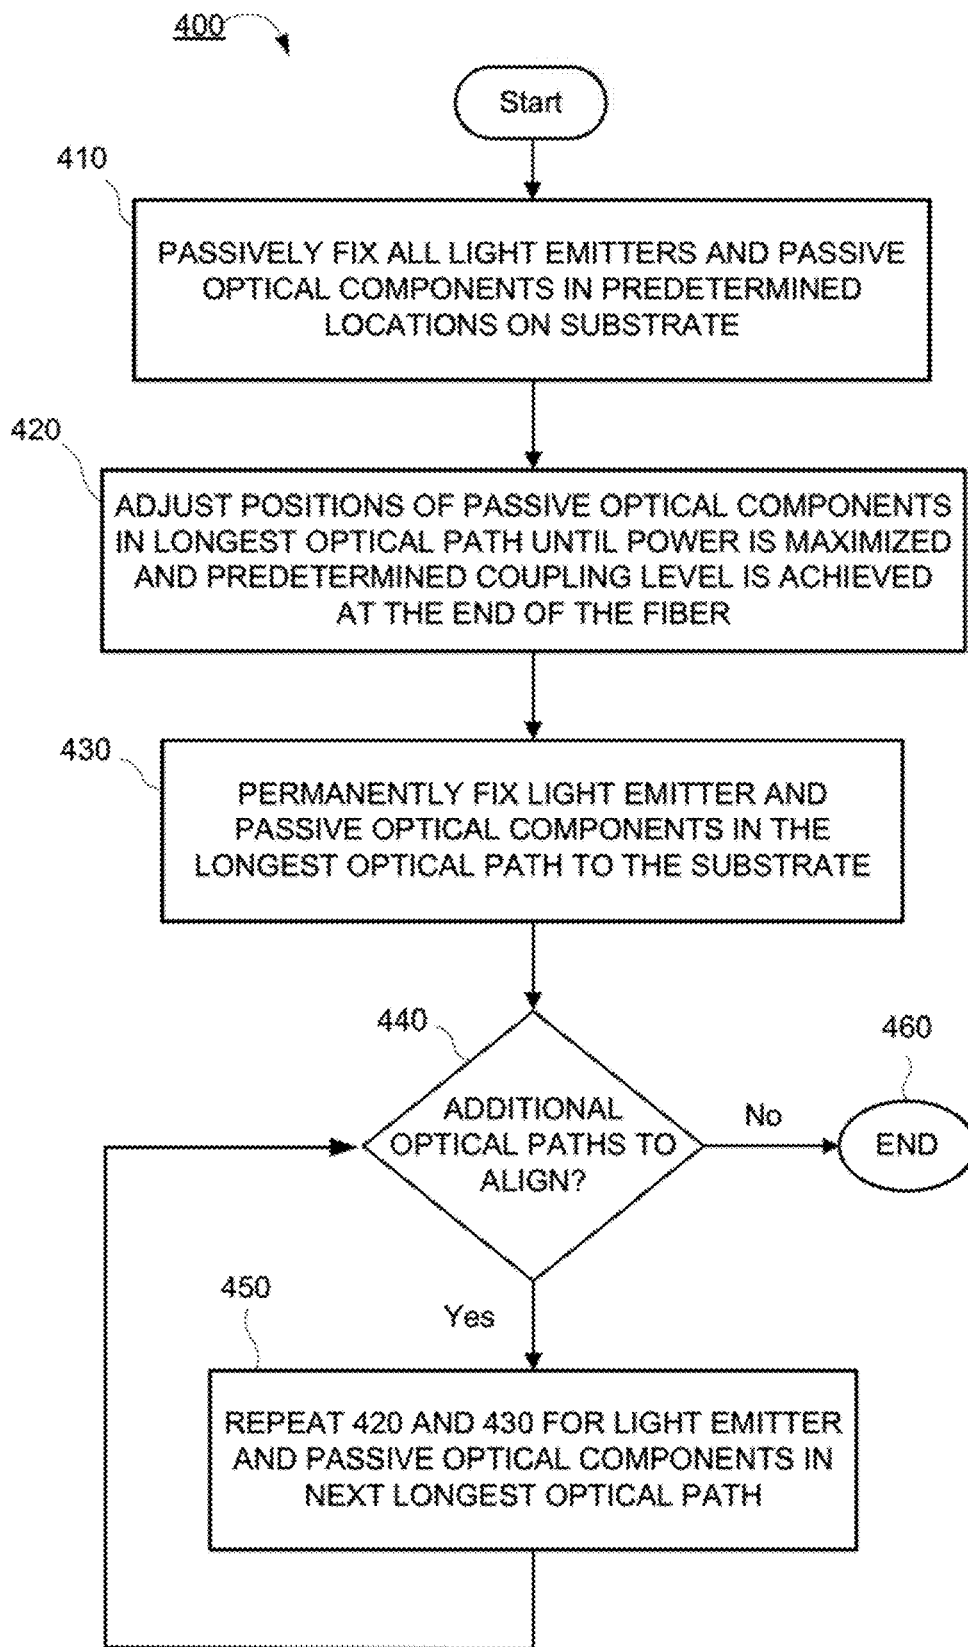 400
Start
410
PASSIVELY FIX ALL LIGHT EMITTERS AND PASSIVE
OPTICAL COMPONENTS IN PREDETERMINED
LOCATIONS ON SUBSTRATE
420
ADJUST POSITIONS OF PASSIVE OPTICAL COMPONENTS
IN LONGEST OPTICAL PATH UNTIL POWER IS MAXIMIZED
AND PREDETERMINED COUPLING LEVEL IS ACHIEVED
AT THE END OF THE FIBER
430
PERMANENTLY FIX LIGHT EMITTER AND
PASSIVE OPTICAL COMPONENTS IN THE
LONGEST OPTICAL PATH TO THE SUBSTRATE
440
ADDITIONAL
OPTICAL PATHS TO
ALIGN?
No
460
END
Yes
450
REPEAT 420 AND 430 FOR LIGHT EMITTER
AND PASSIVE OPTICAL COMPONENTS IN
NEXT LONGEST OPTICAL PATH